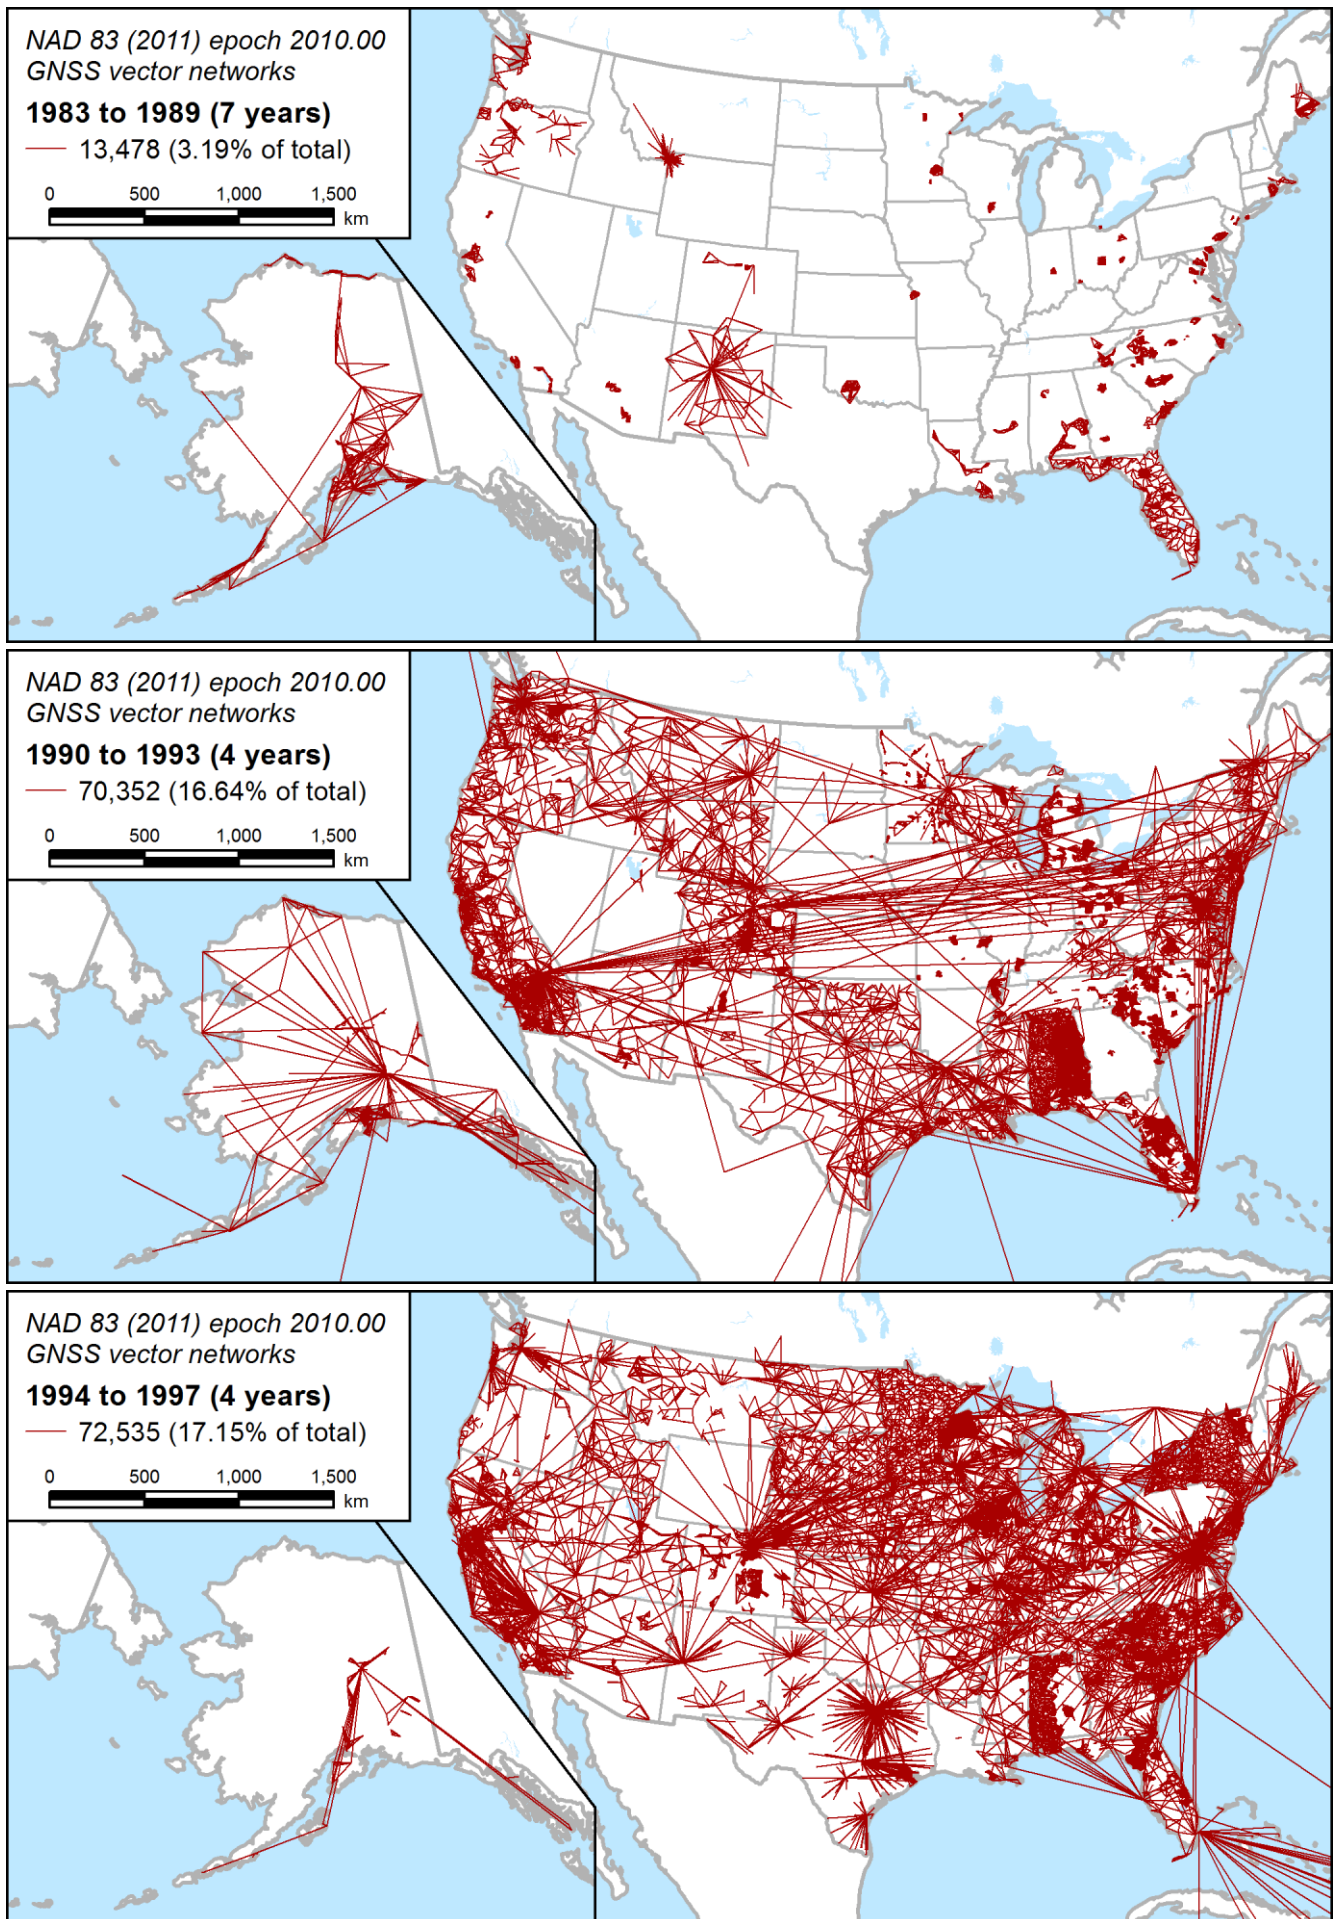 NAD 83 (2011) epoch 2010.00
GNSS vector networks
1983 to 1989 (7 years)
13,478 (3.19% of total)
0 500 1,000 1,500
km
NAD 83 (2011) epoch 2010.00
GNSS vector networks
1990 to 1993 (4 years)
70,352 (16.64% of total)
0 500 1,000 1,500
km
NAD 83 (2011) epoch 2010.00
GNSS vector networks
1994 to 1997 (4 years)
72,535 (17.15% of total)
0 500 1,000 1,500
km